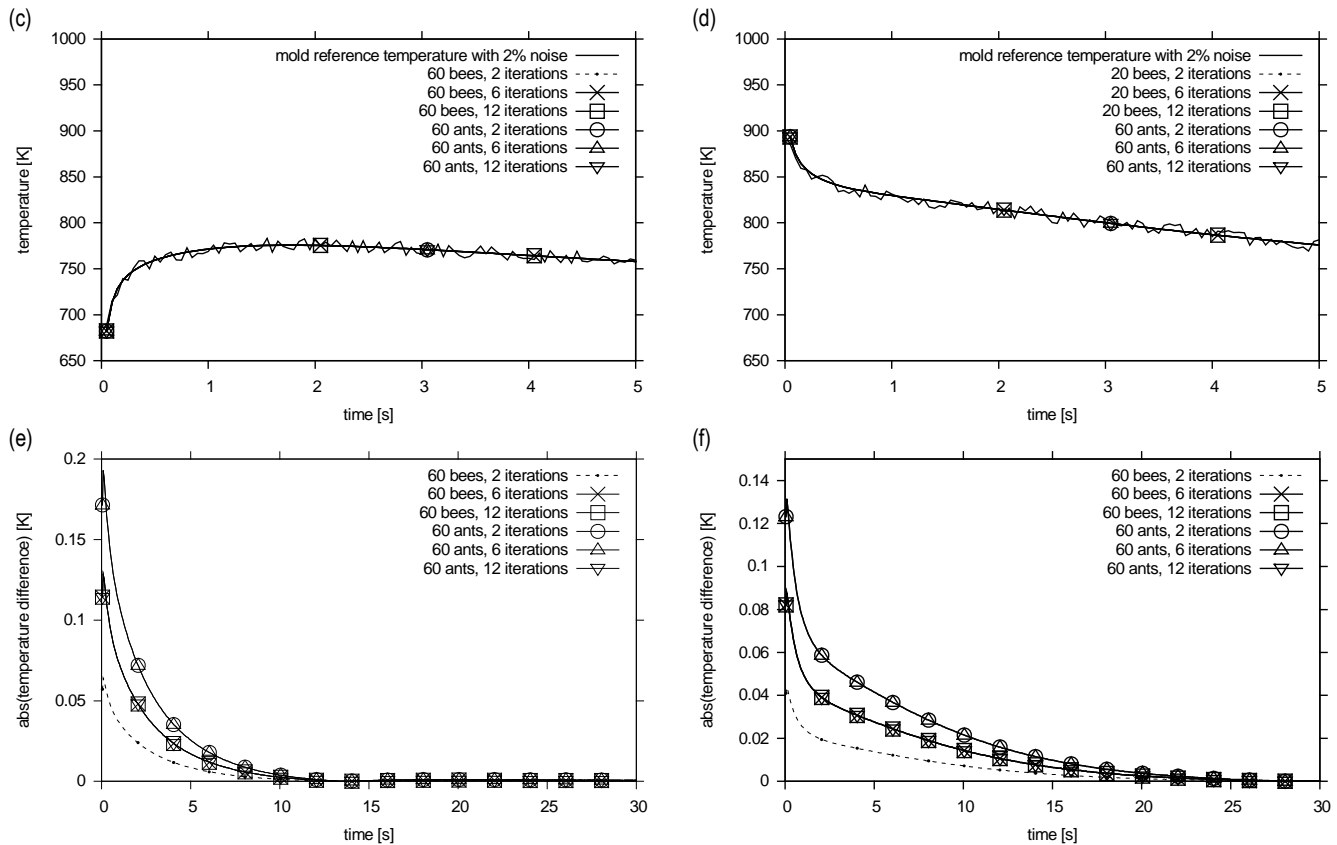 (c)
1000
950
900
850
800
750
700
650
temperature [K]
mold reference temperature with 2% noise
60 bees, 2 iterations
60 bees, 6 iterations
60 bees, 12 iterations
60 ants, 2 iterations
60 ants, 6 iterations
60 ants, 12 iterations
0 1 2 3 4 5
time [s]
(d)
1000
950
900
850
800
750
700
650
temperature [K]
mold reference temperature with 2% noise
20 bees, 2 iterations
20 bees, 6 iterations
20 bees, 12 iterations
60 ants, 2 iterations
60 ants, 6 iterations
60 ants, 12 iterations
0 1 2 3 4 5
time [s]
(e)
0.2
0.15
0.1
0.05
0
abs(temperature difference) [K]
60 bees, 2 iterations
60 bees, 6 iterations
60 bees, 12 iterations
60 ants, 2 iterations
60 ants, 6 iterations
60 ants, 12 iterations
0 5 10 15 20 25 30
time [s]
(f)
0.14
0.12
0.1
0.08
0.06
0.04
0.02
0
abs(temperature difference) [K]
60 bees, 2 iterations
60 bees, 6 iterations
60 bees, 12 iterations
60 ants, 2 iterations
60 ants, 6 iterations
60 ants, 12 iterations
0 5 10 15 20 25 30
time [s]